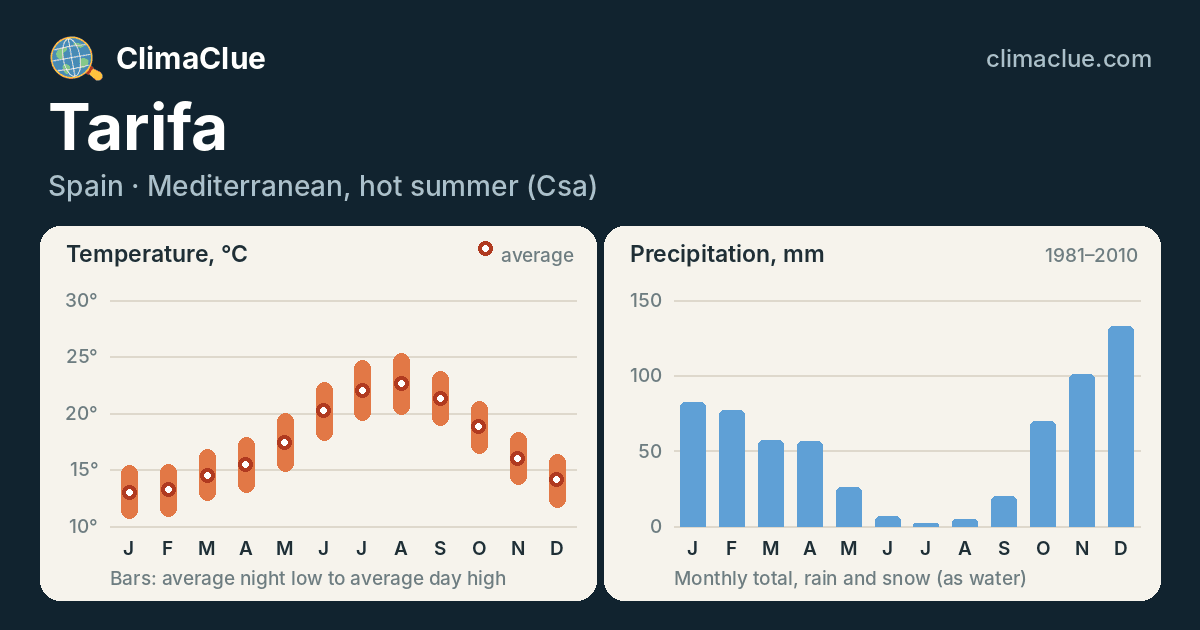 ClimaClue
climaclue.com
Tarifa
Spain · Mediterranean, hot summer (Csa)
Temperature, °C
average
30°
25°
20°
15°
10°
J F M A M J J A S O N D
Bars: average night low to average day high
Precipitation, mm
1981–2010
150
100
50
0
J F M A M J J A S O N D
Monthly total, rain and snow (as water)